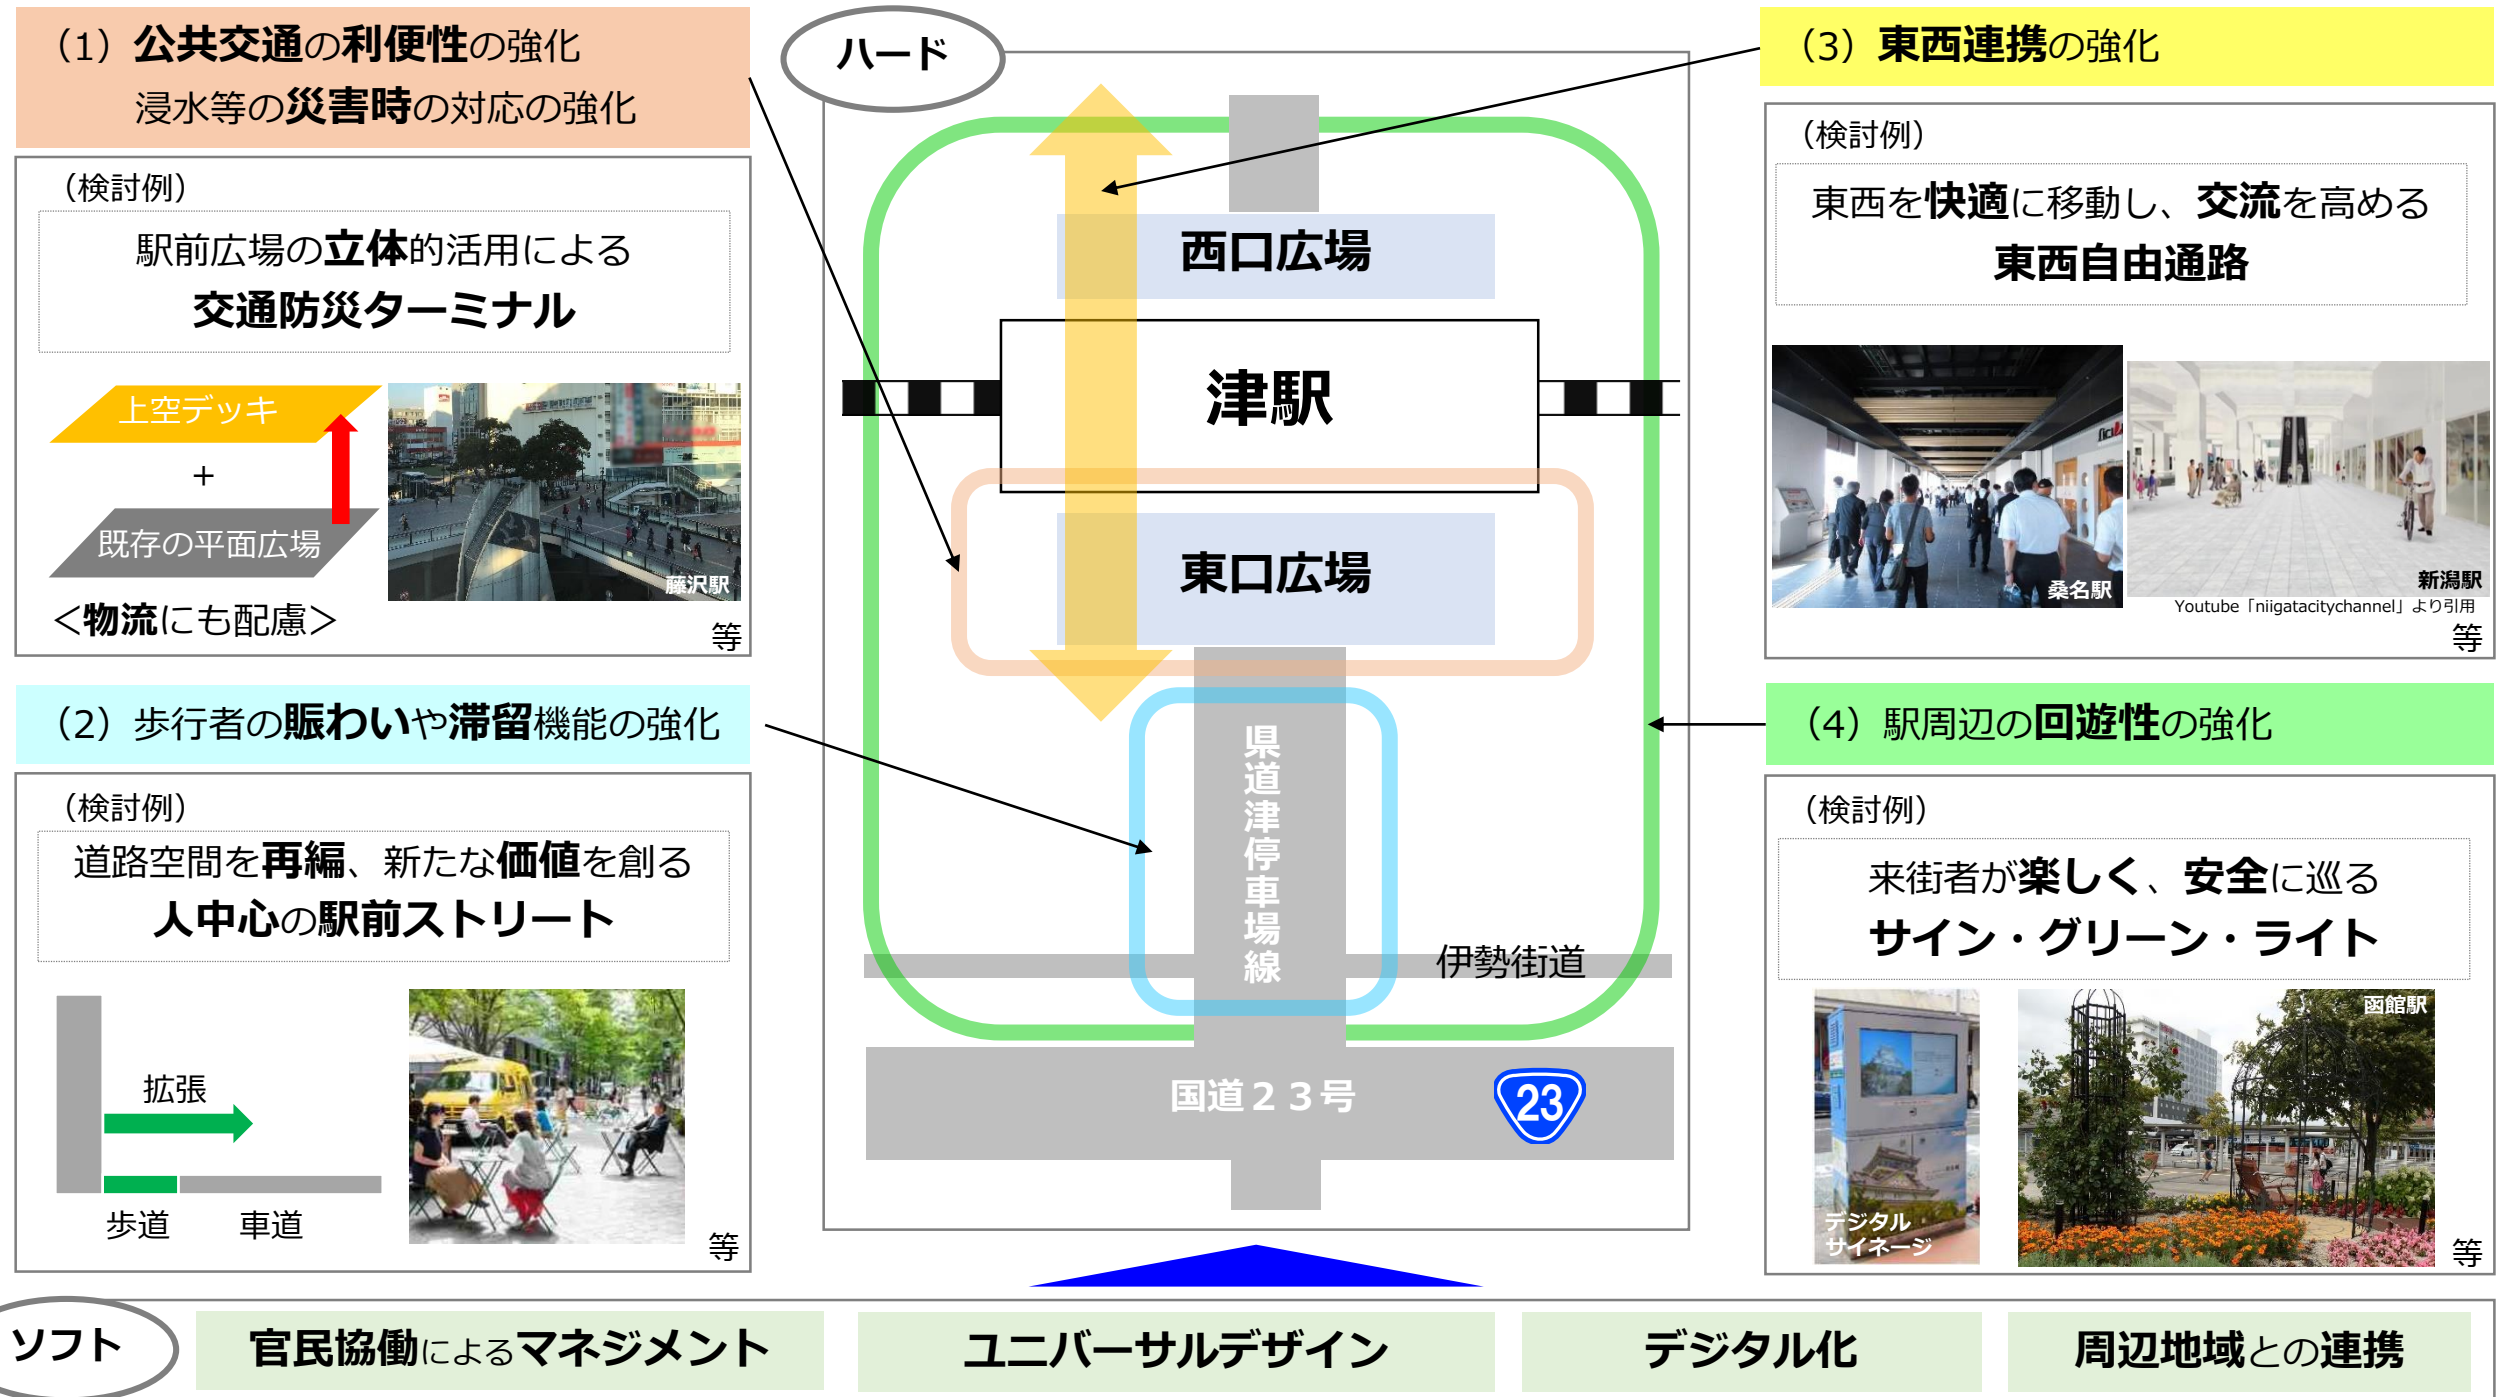 （1）公共交通の利便性の強化
浸水等の災害時の対応の強化
（検討例）
駅前広場の立体的活用による
交通防災ターミナル
上空デッキ
＋
既存の平面広場
藤沢駅
＜物流にも配慮＞
等
（2）歩行者の賑わいや滞留機能の強化
（検討例）
道路空間を再編、新たな価値を創る
人中心の駅前ストリート
拡張
歩道
車道
等
ハード
西口広場
津駅
東口広場
県道津停車場線
伊勢街道
国道２３号
23
（3）東西連携の強化
（検討例）
東西を快適に移動し、交流を高める
東西自由通路
桑名駅
新潟駅
Youtube「niigatacitychannel」より引用
等
（4）駅周辺の回遊性の強化
（検討例）
来街者が楽しく、安全に巡る
サイン・グリーン・ライト
デジタル
サイネージ
函館駅
等
ソフト
官民協働によるマネジメント
ユニバーサルデザイン
デジタル化
周辺地域との連携